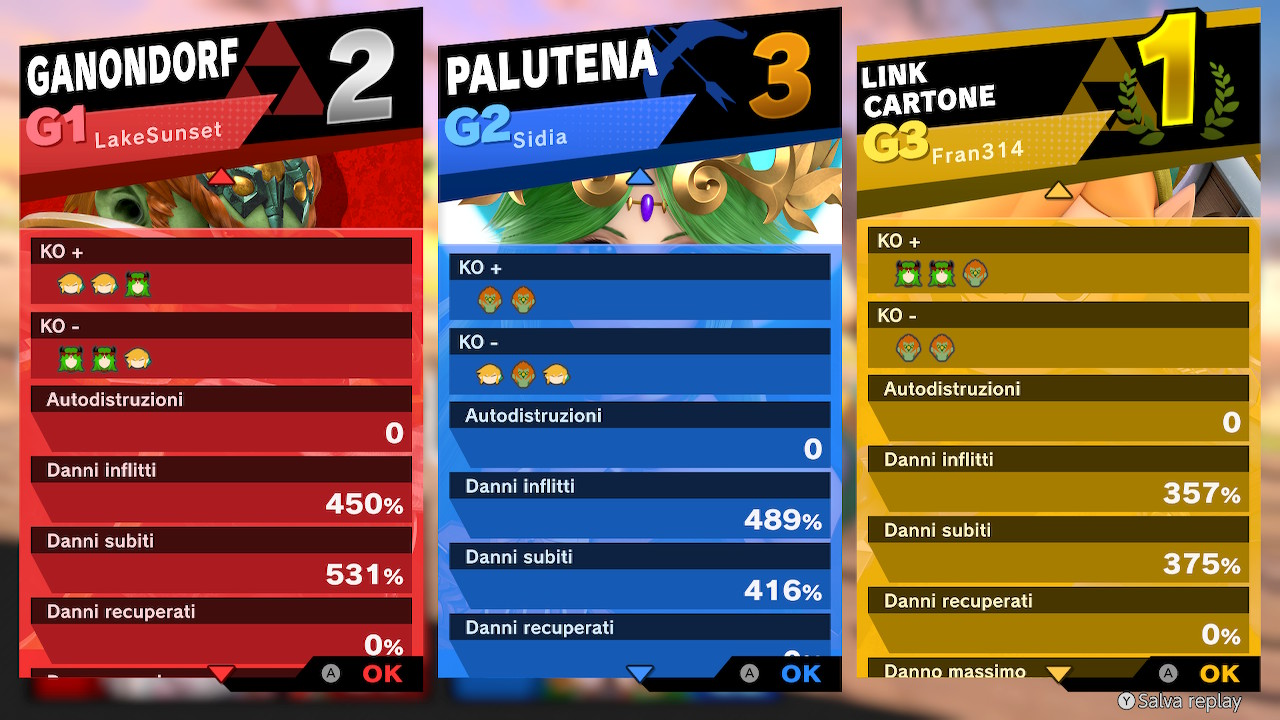 GANONDORF
2
G1 LakeSunset
KO +
KO -
Autodistruzioni
0
Danni inflitti
450%
Danni subiti
531%
Danni recuperati
0%
A OK
PALUTENA
3
G2 Sidia
KO +
KO -
Autodistruzioni
0
Danni inflitti
489%
Danni subiti
416%
Danni recuperati
A OK
LINK
CARTONE
1
G3 Fran314
KO +
KO -
Autodistruzioni
0
Danni inflitti
357%
Danni subiti
375%
Danni recuperati
0%
Danno massimo
A OK
Y Salva replay